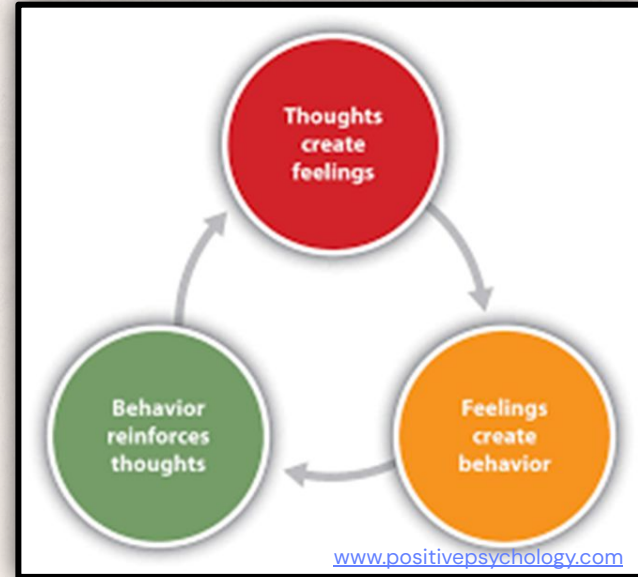 Thoughts
create
feelings
Feelings
create
behavior
Behavior
reinforces
thoughts
www.positivepsychology.com